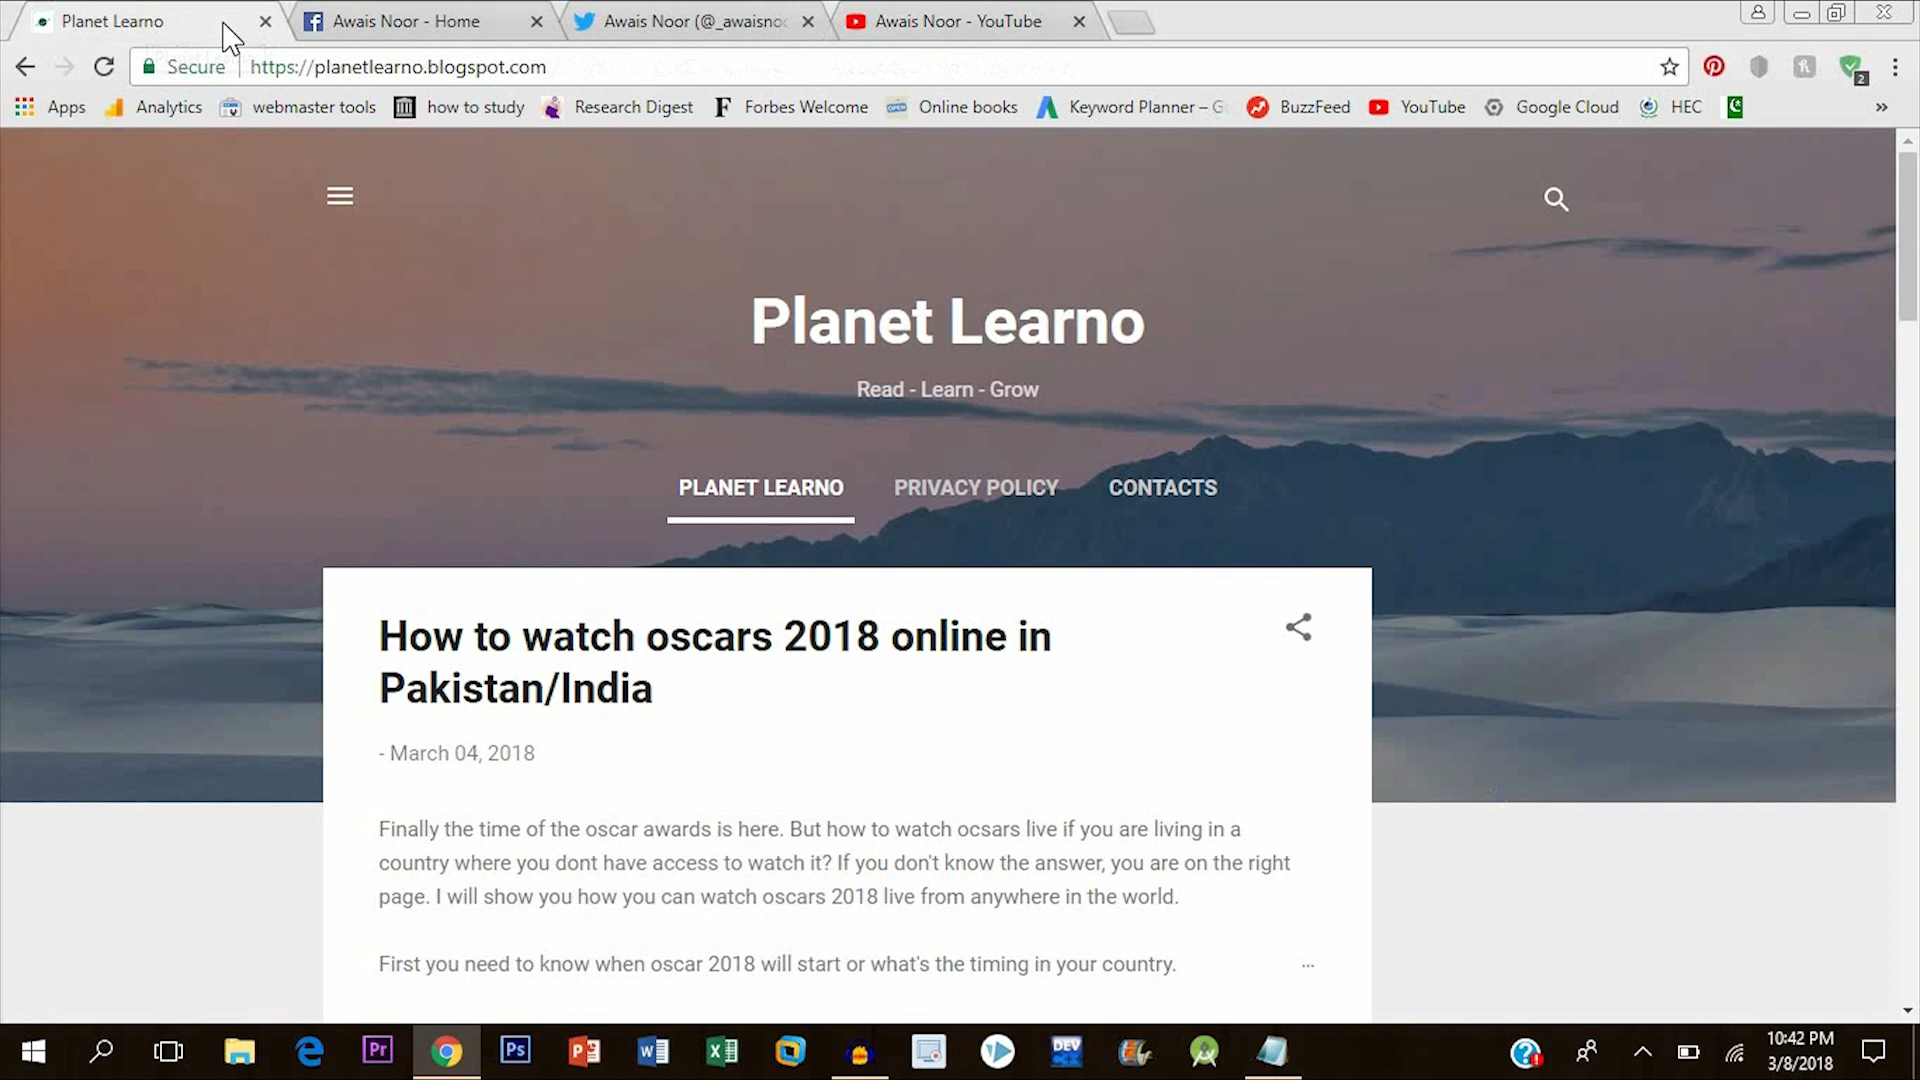 Planet Learno
Awais Noor - Home
Awais Noor (@_awaisno
Awais Noor - YouTube
Secure
https://planetlearno.blogspot.com
2
Apps
Analytics
webmaster tools
how to study
Research Digest
Forbes Welcome
Online books
Keyword Planner – G
BuzzFeed
YouTube
Google Cloud
HEC
»
Planet Learno
Read - Learn - Grow
PLANET LEARNO
PRIVACY POLICY
CONTACTS
How to watch oscars 2018 online in
Pakistan/India
- March 04, 2018
Finally the time of the oscar awards is here. But how to watch ocsars live if you are living in a
country where you dont have access to watch it? If you don't know the answer, you are on the right
page. I will show you how you can watch oscars 2018 live from anywhere in the world.
First you need to know when oscar 2018 will start or what's the timing in your country.
...
Pr
Ps
DEV
10:42 PM
3/8/2018